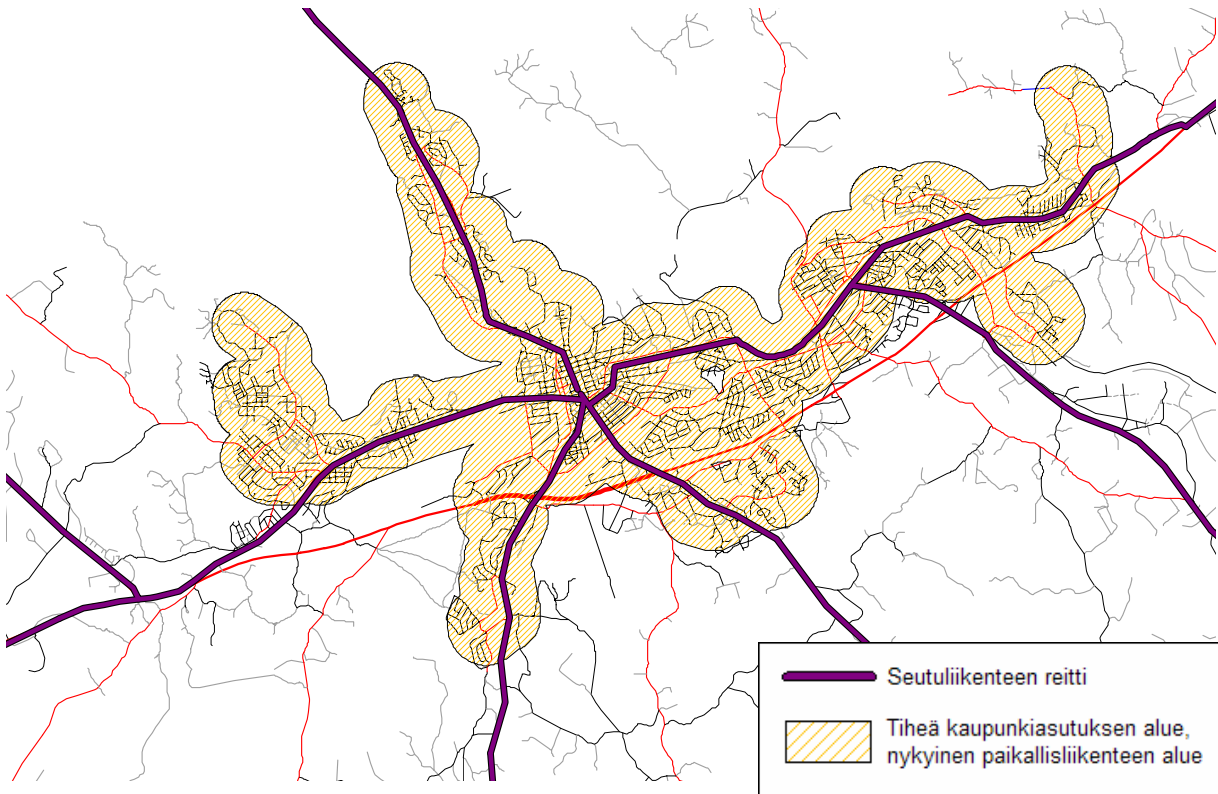 Seutuliikenteen reitti
Tiheä kaupunkiasutuksen alue,
nykyinen paikallisliikenteen alue